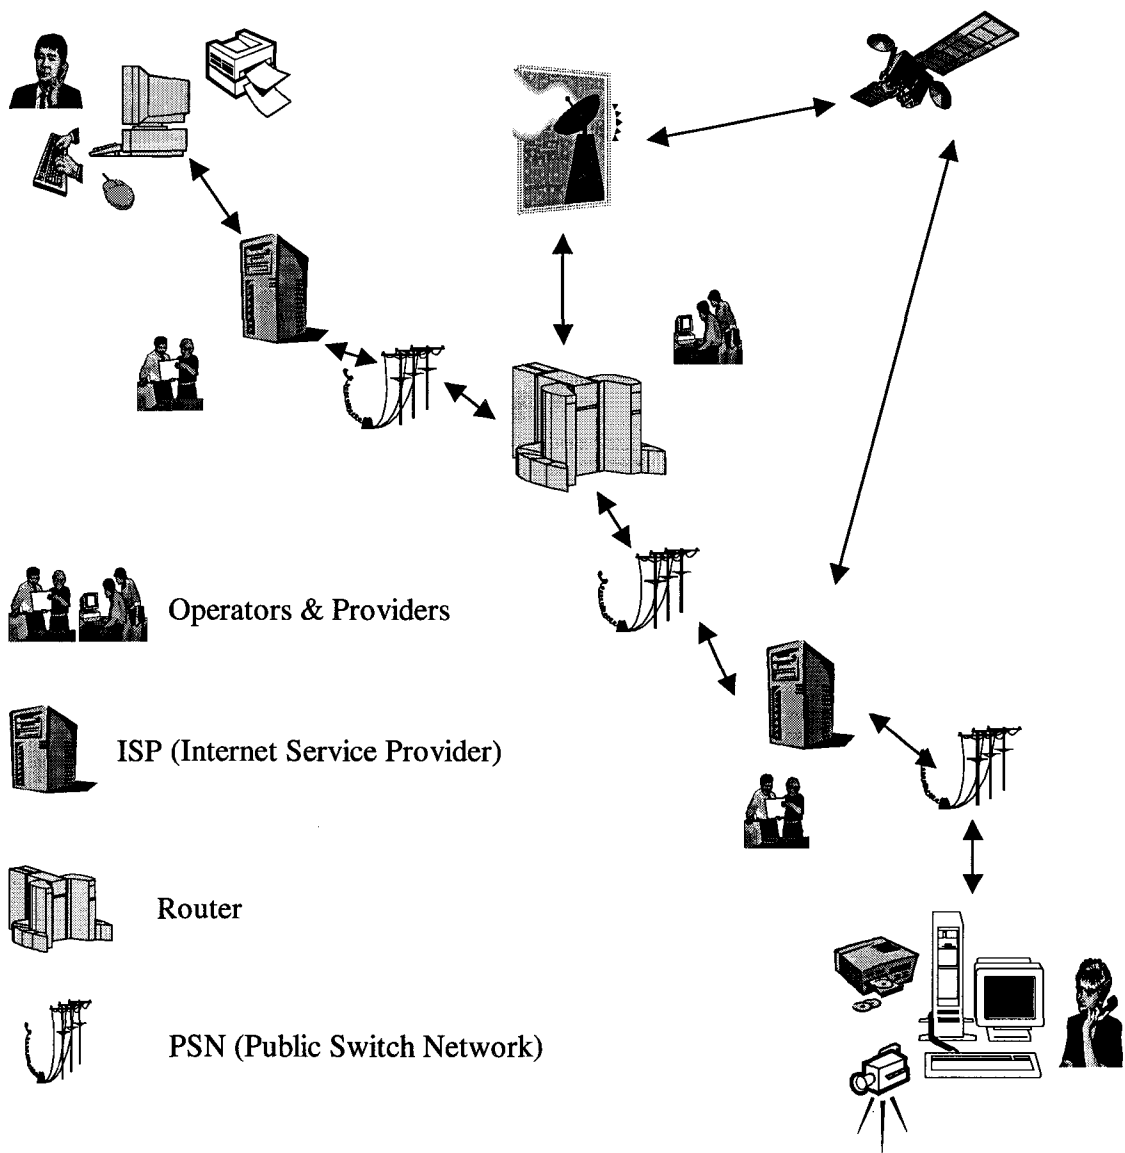 Operators & Providers
ISP (Internet Service Provider)
Router
PSN (Public Switch Network)